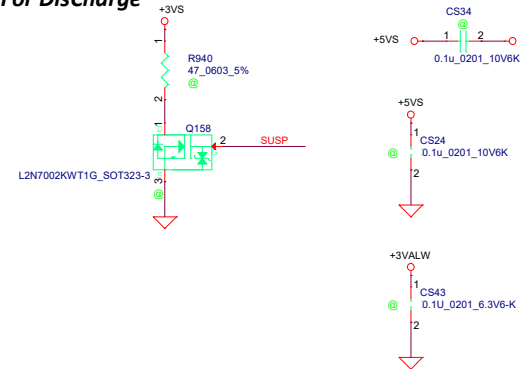 For DisCharge
+3VS
1
R940
47_0603_5%
@
2
1
Q158
2
SUSP
L2N7002KWT1G_SOT323-3
3
@
CS34
@
+5VS
1
2
0.1u_0201_10V6K
+5VS
1
CS24
@
0.1u_0201_10V6K
2
+3VALW
1
CS43
@
0.1U_0201_6.3V6-K
2